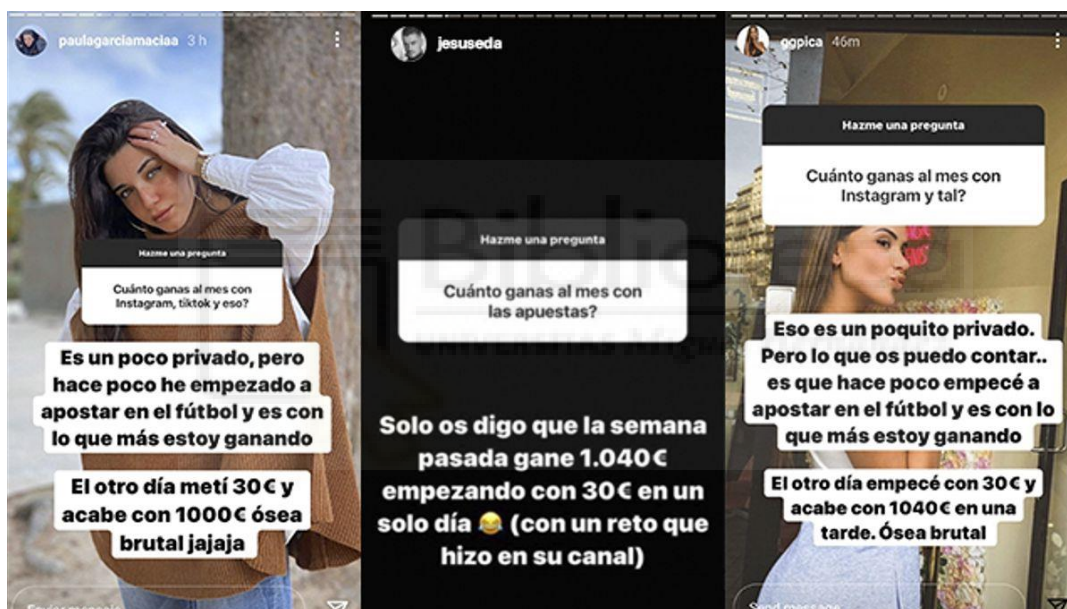 paulagarciamaciaa 3 h
Hazme una pregunta
Cuánto ganas al mes con
Instagram, tiktok y eso?
Es un poco privado, pero
hace poco he empezado a
apostar en el fútbol y es con
lo que más estoy ganando
El otro día metí 30€ y
acabe con 1000€ ósea
brutal jajaja
Enviar mensaje
jesuseda
Hazme una pregunta
Cuánto ganas al mes con
las apuestas?
Solo os digo que la semana
pasada gane 1.040€
empezando con 30€ en un
solo día 😂 (con un reto que
hizo en su canal)
ggpica 46m
Hazme una pregunta
Cuánto ganas al mes con
Instagram y tal?
Eso es un poquito privado.
Pero lo que os puedo contar..
es que hace poco empecé a
apostar en el fútbol y es con lo
que más estoy ganando
El otro día empecé con 30€ y
acabe con 1040€ en una
tarde. Ósea brutal
Send message